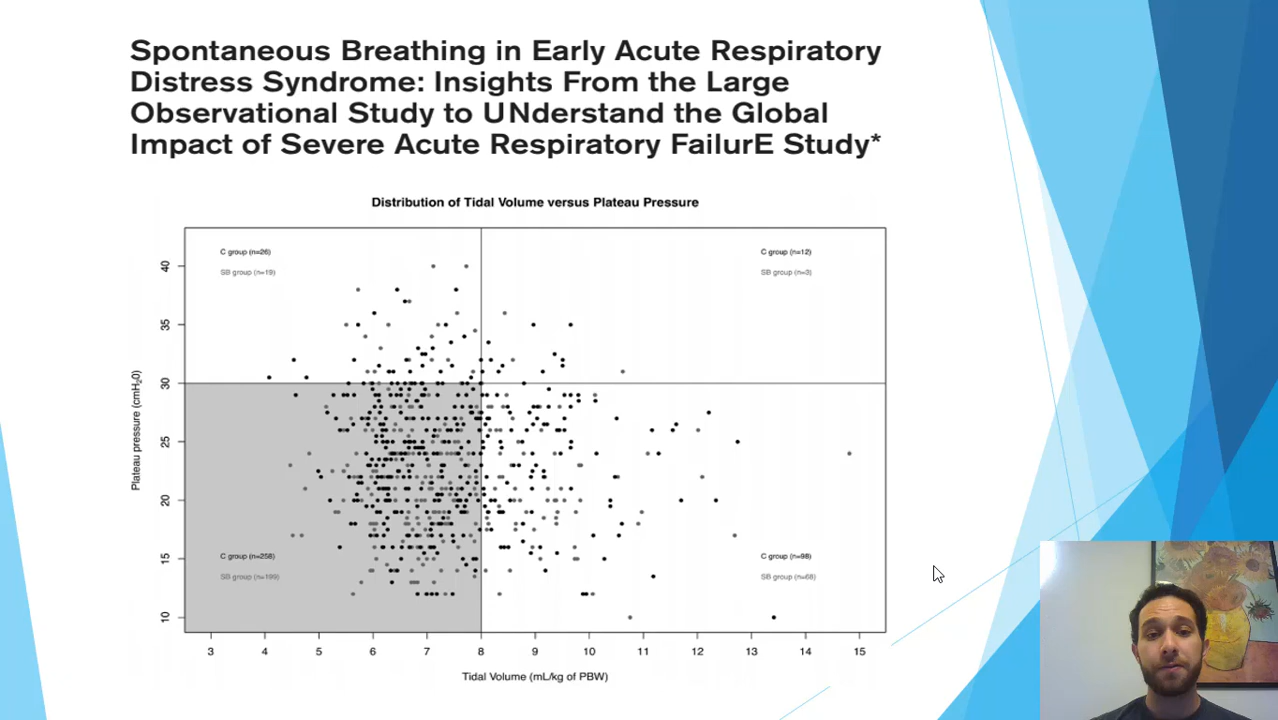 Spontaneous Breathing in Early Acute Respiratory
Distress Syndrome: Insights From the Large
Observational Study to UNderstand the Global
Impact of Severe Acute Respiratory FailurE Study*
Distribution of Tidal Volume versus Plateau Pressure
C group (n=26)
SB group (n=19)
C group (n=12)
SB group (n=3)
40
35
30
25
20
15
10
Plateau pressure (cmH₂0)
C group (n=258)
SB group (n=199)
C group (n=98)
SB group (n=68)
3 4 5 6 7 8 9 10 11 12 13 14 15
Tidal Volume (mL/kg of PBW)